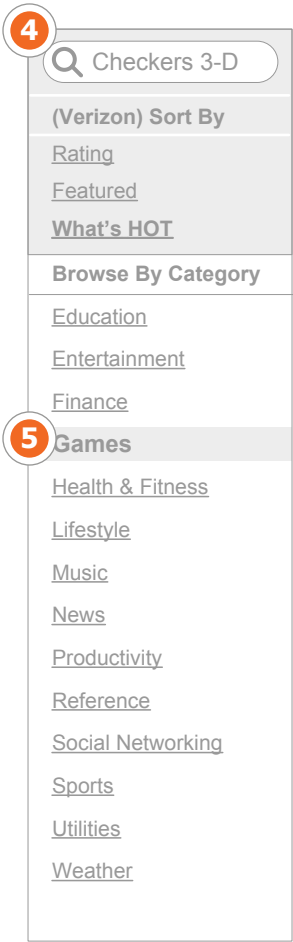 4
Checkers 3-D
(Verizon) Sort By
Rating
Featured
What's HOT
Browse By Category
Education
Entertainment
Finance
5
Games
Health & Fitness
Lifestyle
Music
News
Productivity
Reference
Social Networking
Sports
Utilities
Weather